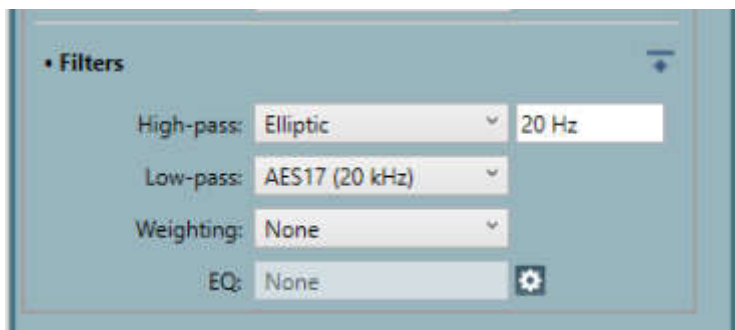 • Filters
High-pass: Elliptic 20 Hz
Low-pass: AES17 (20 kHz)
Weighting: None
EQ: None